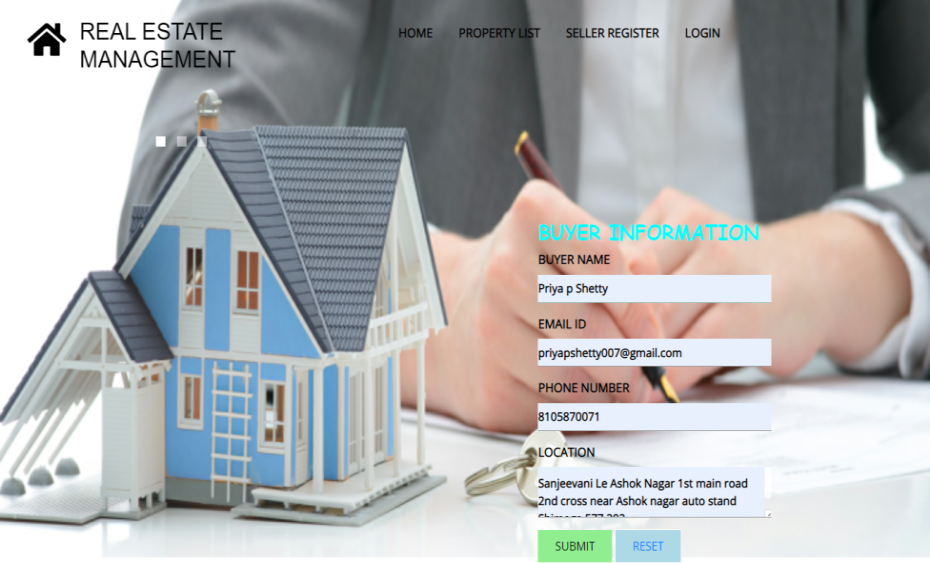 REAL ESTATE
MANAGEMENT
HOME PROPERTY LIST SELLER REGISTER LOGIN
BUYER INFORMATION
BUYER NAME
Priya p Shetty
EMAIL ID
priyapshetty007@gmail.com
PHONE NUMBER
8105870071
LOCATION
Sanjeevani Le Ashok Nagar 1st main road
2nd cross near Ashok nagar auto stand
SUBMIT RESET